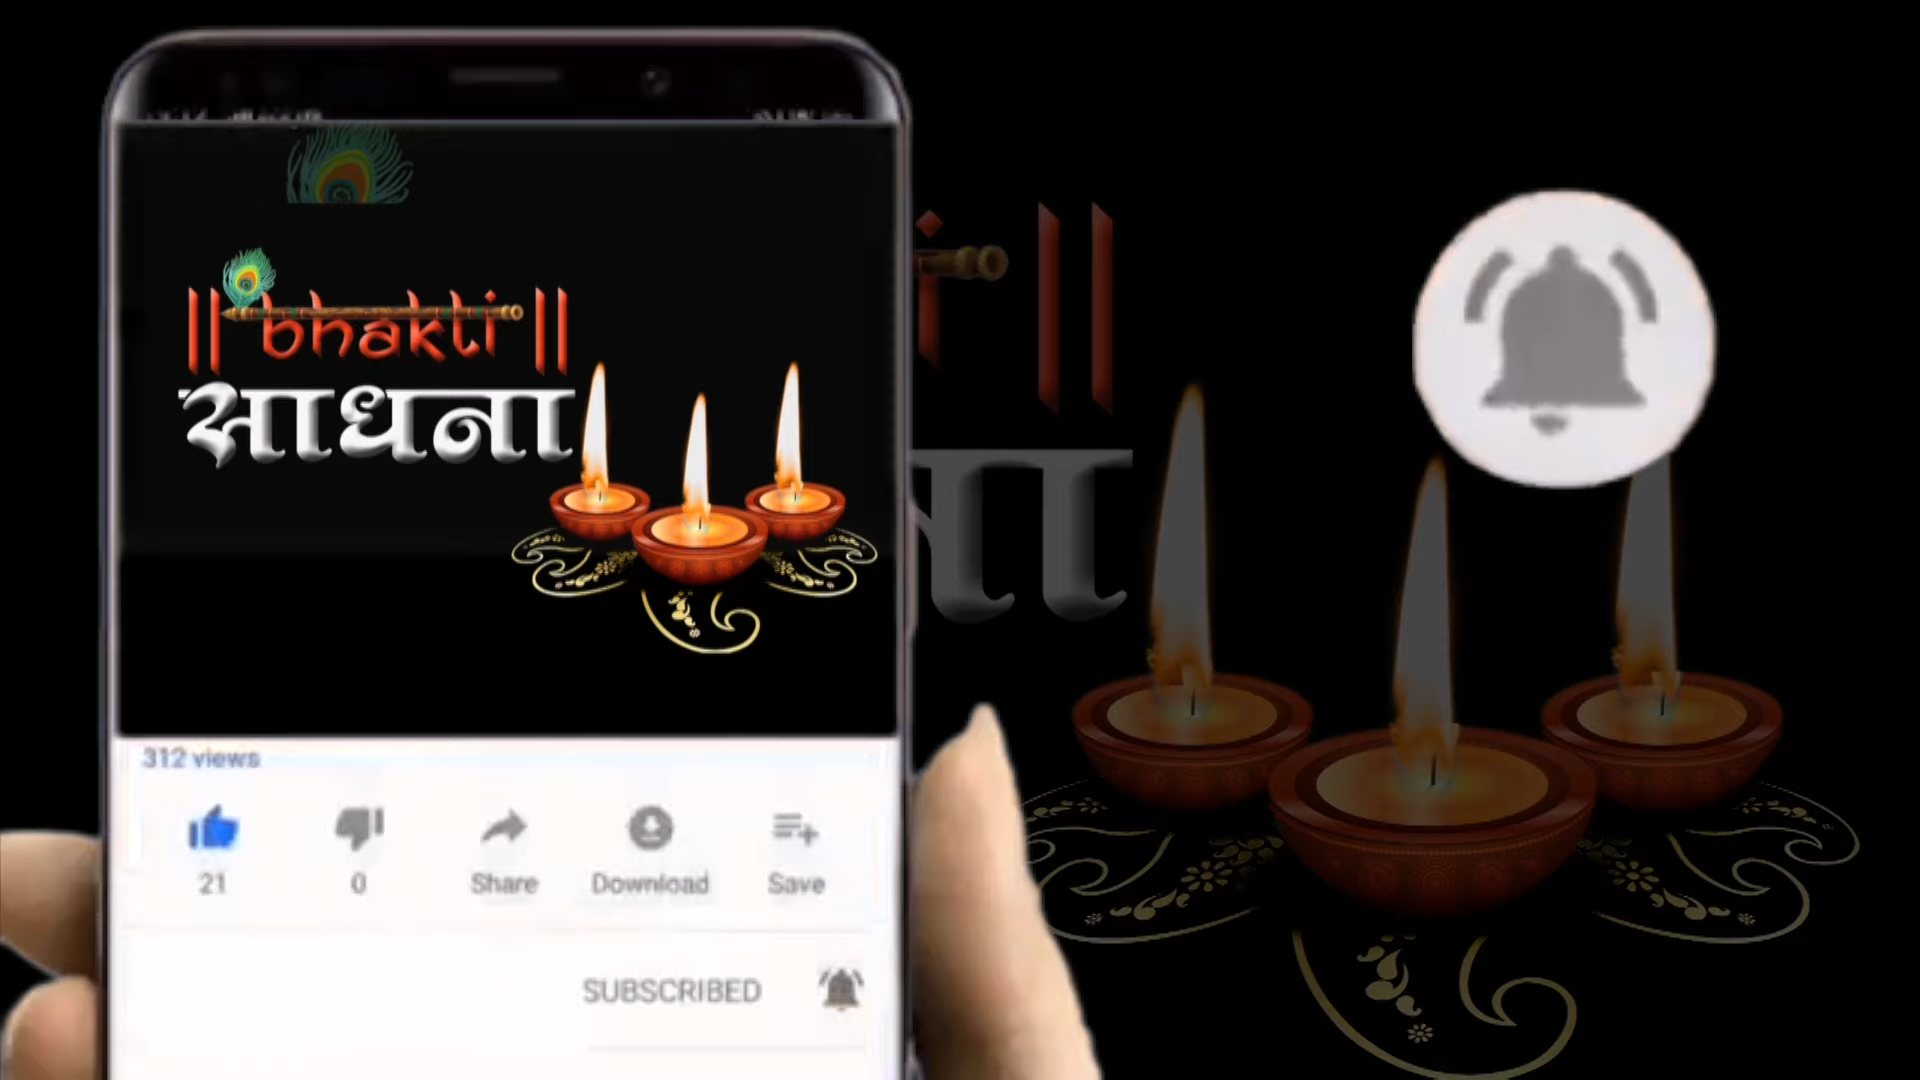 || bhakti ||
साधना
312 views
21
0
Share
Download
Save
SUBSCRIBED